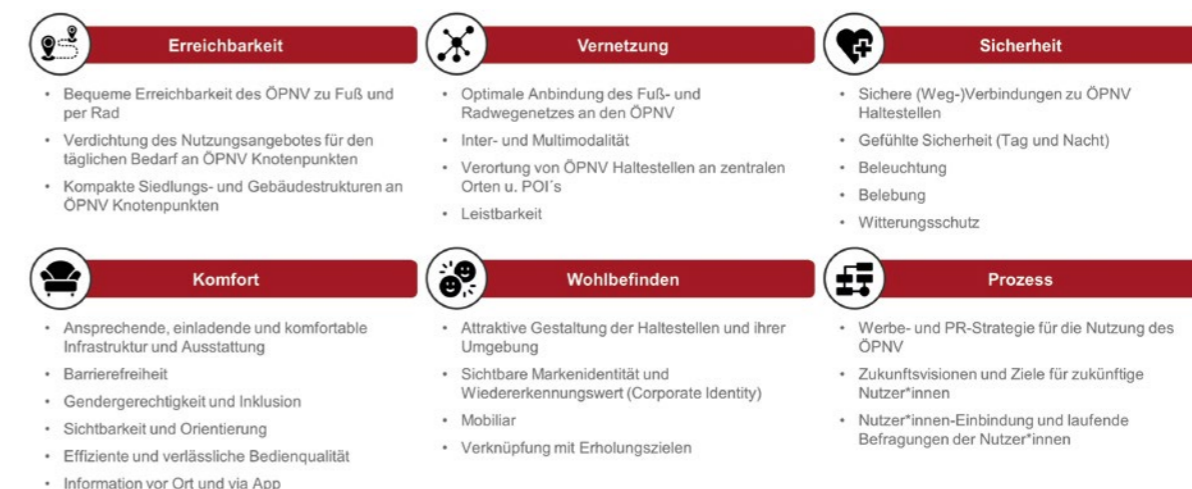 Erreichbarkeit
• Bequeme Erreichbarkeit des ÖPNV zu Fuß und
per Rad
• Verdichtung des Nutzungsangebotes für den
täglichen Bedarf an ÖPNV Knotenpunkten
• Kompakte Siedlungs- und Gebäudestrukturen an
ÖPNV Knotenpunkten
Vernetzung
• Optimale Anbindung des Fuß- und
Radwegenetzes an den ÖPNV
• Inter- und Multimodalität
• Verortung von ÖPNV Haltestellen an zentralen
Orten u. POI´s
• Leistbarkeit
Sicherheit
• Sichere (Weg-)Verbindungen zu ÖPNV
Haltestellen
• Gefühlte Sicherheit (Tag und Nacht)
• Beleuchtung
• Belebung
• Witterungsschutz
Komfort
• Ansprechende, einladende und komfortable
Infrastruktur und Ausstattung
• Barrierefreiheit
• Gendergerechtigkeit und Inklusion
• Sichtbarkeit und Orientierung
• Effiziente und verlässliche Bedienqualität
• Information vor Ort und via App
Wohlbefinden
• Attraktive Gestaltung der Haltestellen und ihrer
Umgebung
• Sichtbare Markenidentität und
Wiedererkennungswert (Corporate Identity)
• Mobiliar
• Verknüpfung mit Erholungszielen
Prozess
• Werbe- und PR-Strategie für die Nutzung des
ÖPNV
• Zukunftsvisionen und Ziele für zukünftige
Nutzer*innen
• Nutzer*innen-Einbindung und laufende
Befragungen der Nutzer*innen